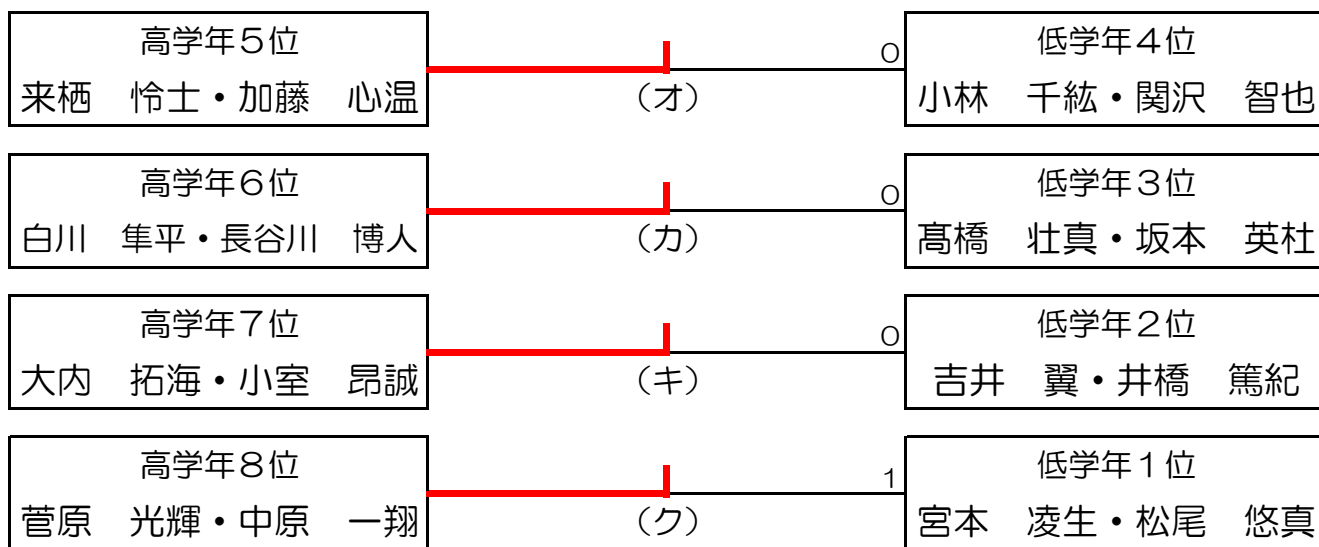 高学年5位
0
低学年4位
来栖 怜士・加藤 心温
(オ)
小林 千紘・関沢 智也
高学年6位
0
低学年3位
白川 隼平・長谷川 博人
(カ)
髙橋 壮真・坂本 英杜
高学年7位
0
低学年2位
大内 拓海・小室 昂誠
(キ)
吉井 翼・井橋 篤紀
高学年8位
1
低学年1位
菅原 光輝・中原 一翔
(ク)
宮本 凌生・松尾 悠真